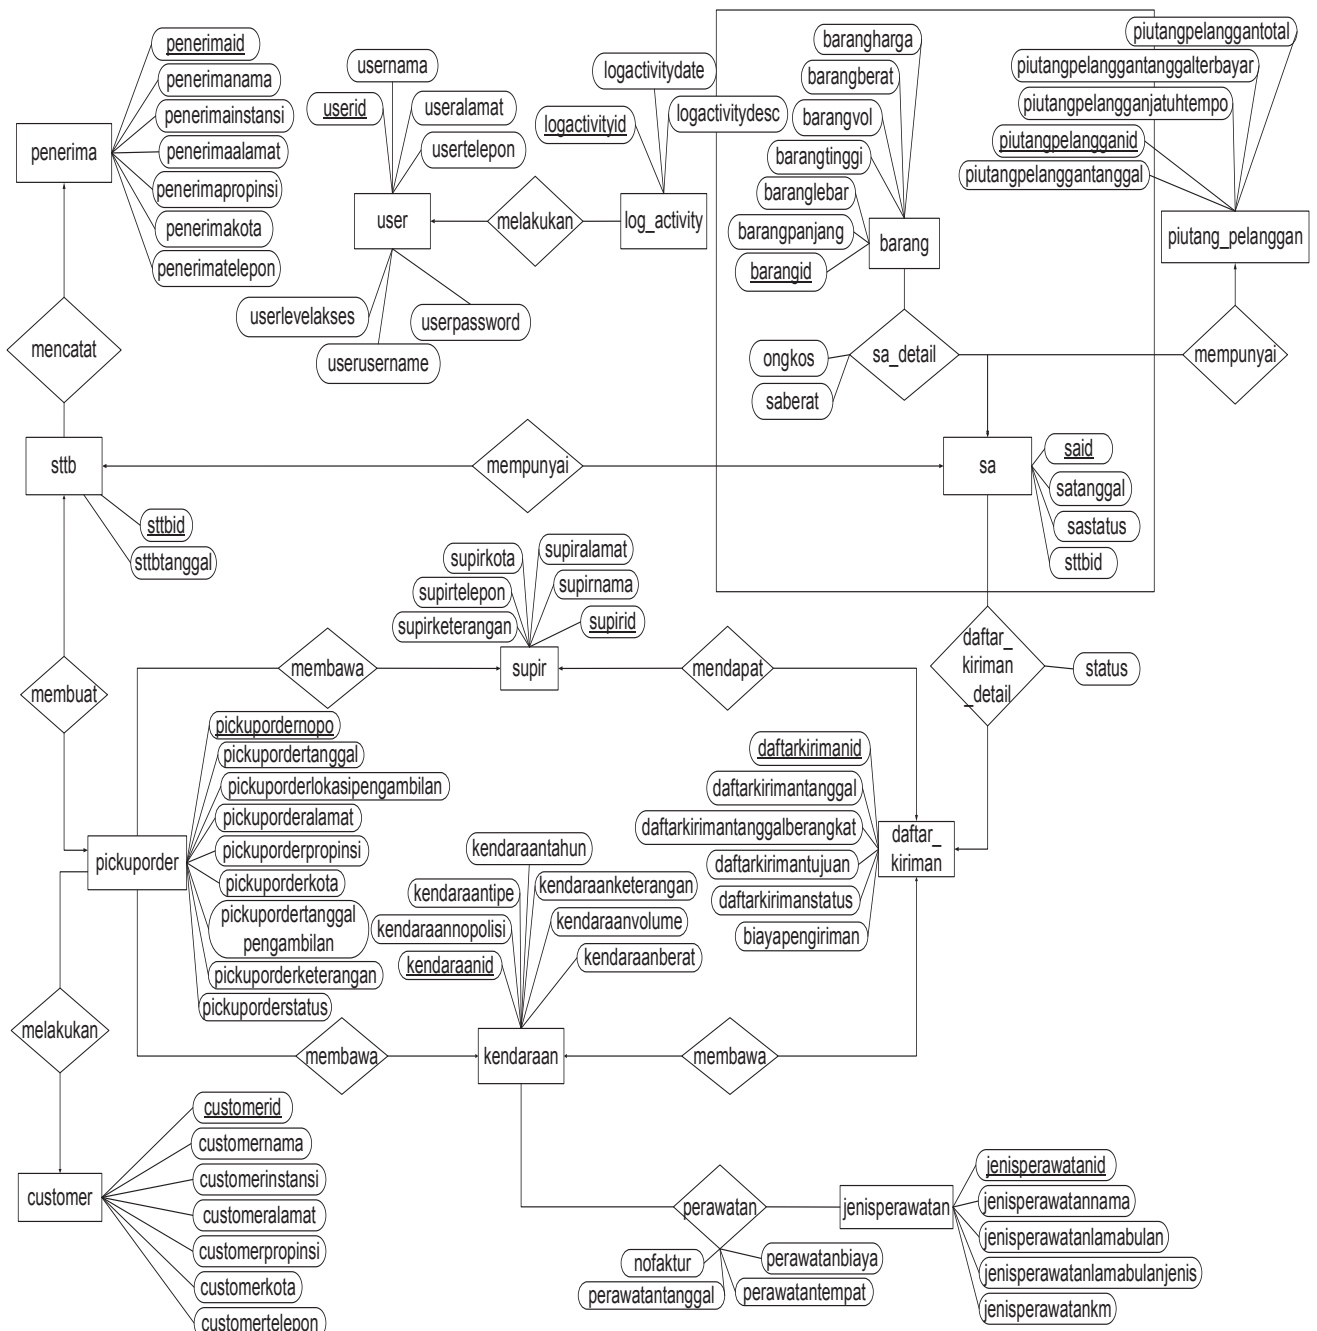 penerimaid
penerimanama
penerimainstansi
penerimaalamat
penerimapropinsi
penerimakota
penerimatelepon
penerima
mencatat
usernama
userid
useralamat
usertelepon
user
userlevelakses
userusername
userpassword
melakukan
logactivitydate
logactivityid
logactivitydesc
log_activity
barangharga
barangberat
barangvol
barangtinggi
baranglebar
barangpanjang
barangid
barang
piutangpelanggantotal
piutangpelanggantanggalterbayar
piutangpelangganjatuhtempo
piutangpelangganid
piutangpelanggantanggal
piutang_pelanggan
ongkos
saberat
sa_detail
mempunyai
sttb
sttbid
sttbtanggal
mempunyai
sa
said
satanggal
sastatus
sttbid
supirkota
supirtelepon
supirketerangan
supiralamat
supirnama
supirid
supir
membuat
membawa
mendapat
daftar_
kiriman
_detail
status
pickupordernopo
pickupordertanggal
pickuporderlokasipengambilan
pickuporderalamat
pickuporderpropinsi
pickuporderkota
pickupordertanggal
pengambilan
pickuporderketerangan
pickuporderstatus
pickuporder
daftarkirimanid
daftarkirimantanggal
daftarkirimantanggalberangkat
daftarkirimantujuan
daftarkirimanstatus
biayapengiriman
daftar_
kiriman
kendaraantahun
kendaraantipe
kendaraannopolisi
kendaraanid
kendaraanketerangan
kendaraanvolume
kendaraanberat
melakukan
membawa
kendaraan
membawa
customerid
customernama
customerinstansi
customeralamat
customerpropinsi
customerkota
customertelepon
customer
perawatan
nofaktur
perawatantanggal
perawatanbiaya
perawatantempat
jenisperawatan
jenisperawatanid
jenisperawatannama
jenisperawatanlamabulan
jenisperawatanlamabulanjenis
jenisperawatankm